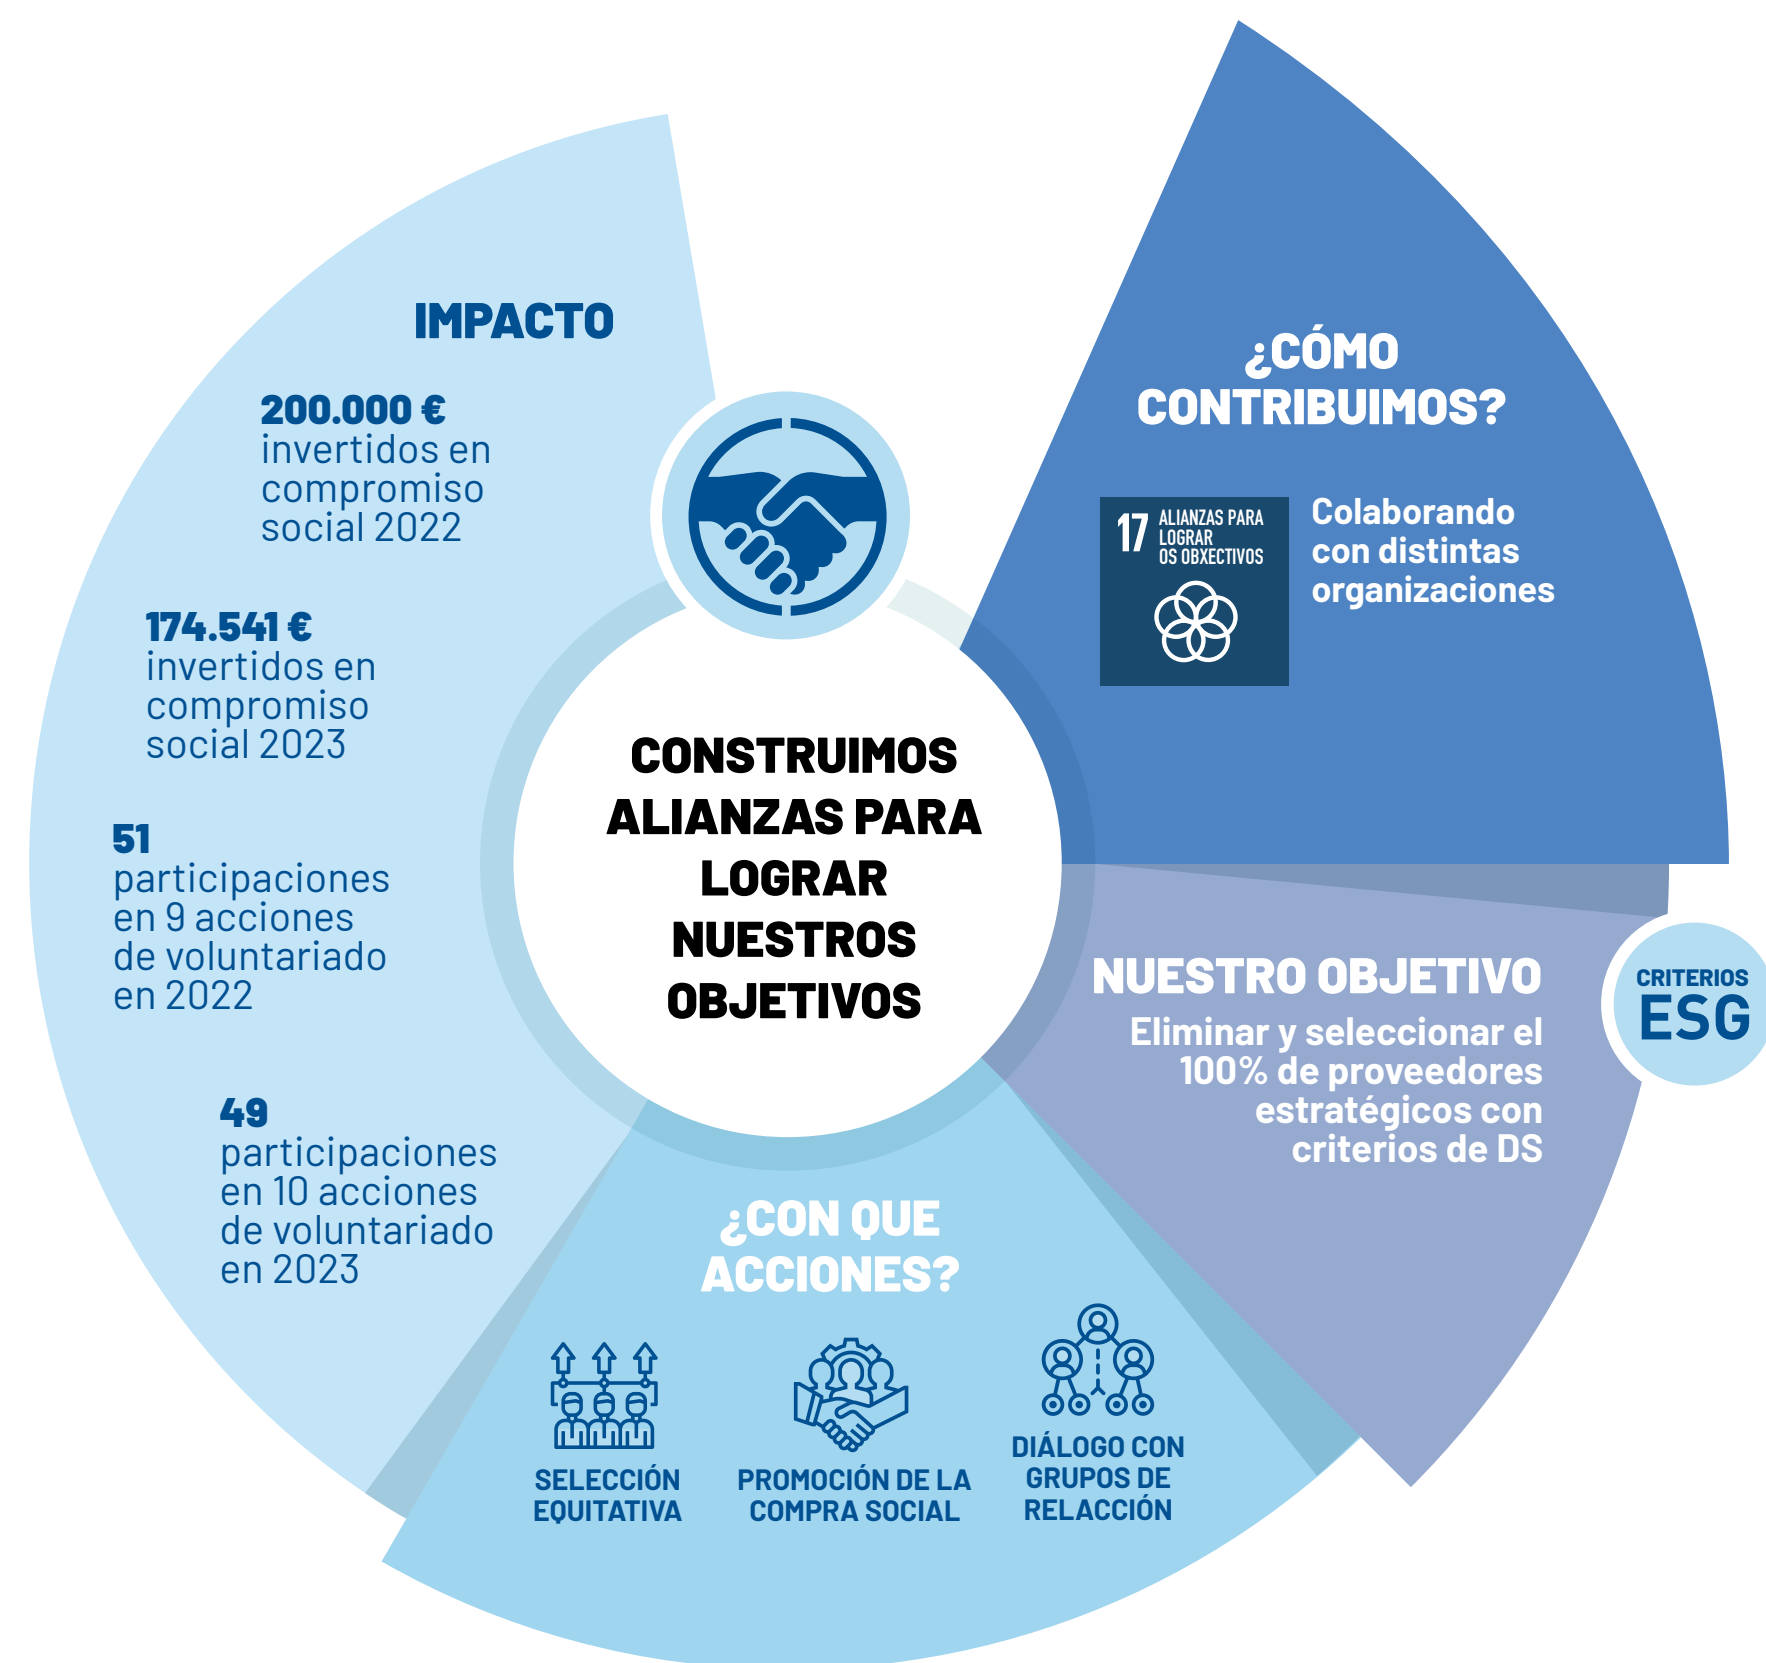 CONSTRUIMOS
ALIANZAS PARA
LOGRAR
NUESTROS
OBJETIVOS
¿CÓMO
CONTRIBUIMOS?
17 ALIANZAS PARA
LOGRAR
OS OBXECTIVOS
Colaborando
con distintas
organizaciones
NUESTRO OBJETIVO
Eliminar y seleccionar el
100% de proveedores
estratégicos con
criterios de DS
CRITERIOS
ESG
¿CON QUE
ACCIONES?
SELECCIÓN
EQUITATIVA
PROMOCIÓN DE LA
COMPRA SOCIAL
DIÁLOGO CON
GRUPOS DE
RELACCIÓN
IMPACTO
200.000 €
invertidos en
compromiso
social 2022
174.541 €
invertidos en
compromiso
social 2023
51
participaciones
en 9 acciones
de voluntariado
en 2022
49
participaciones
en 10 acciones
de voluntariado
en 2023